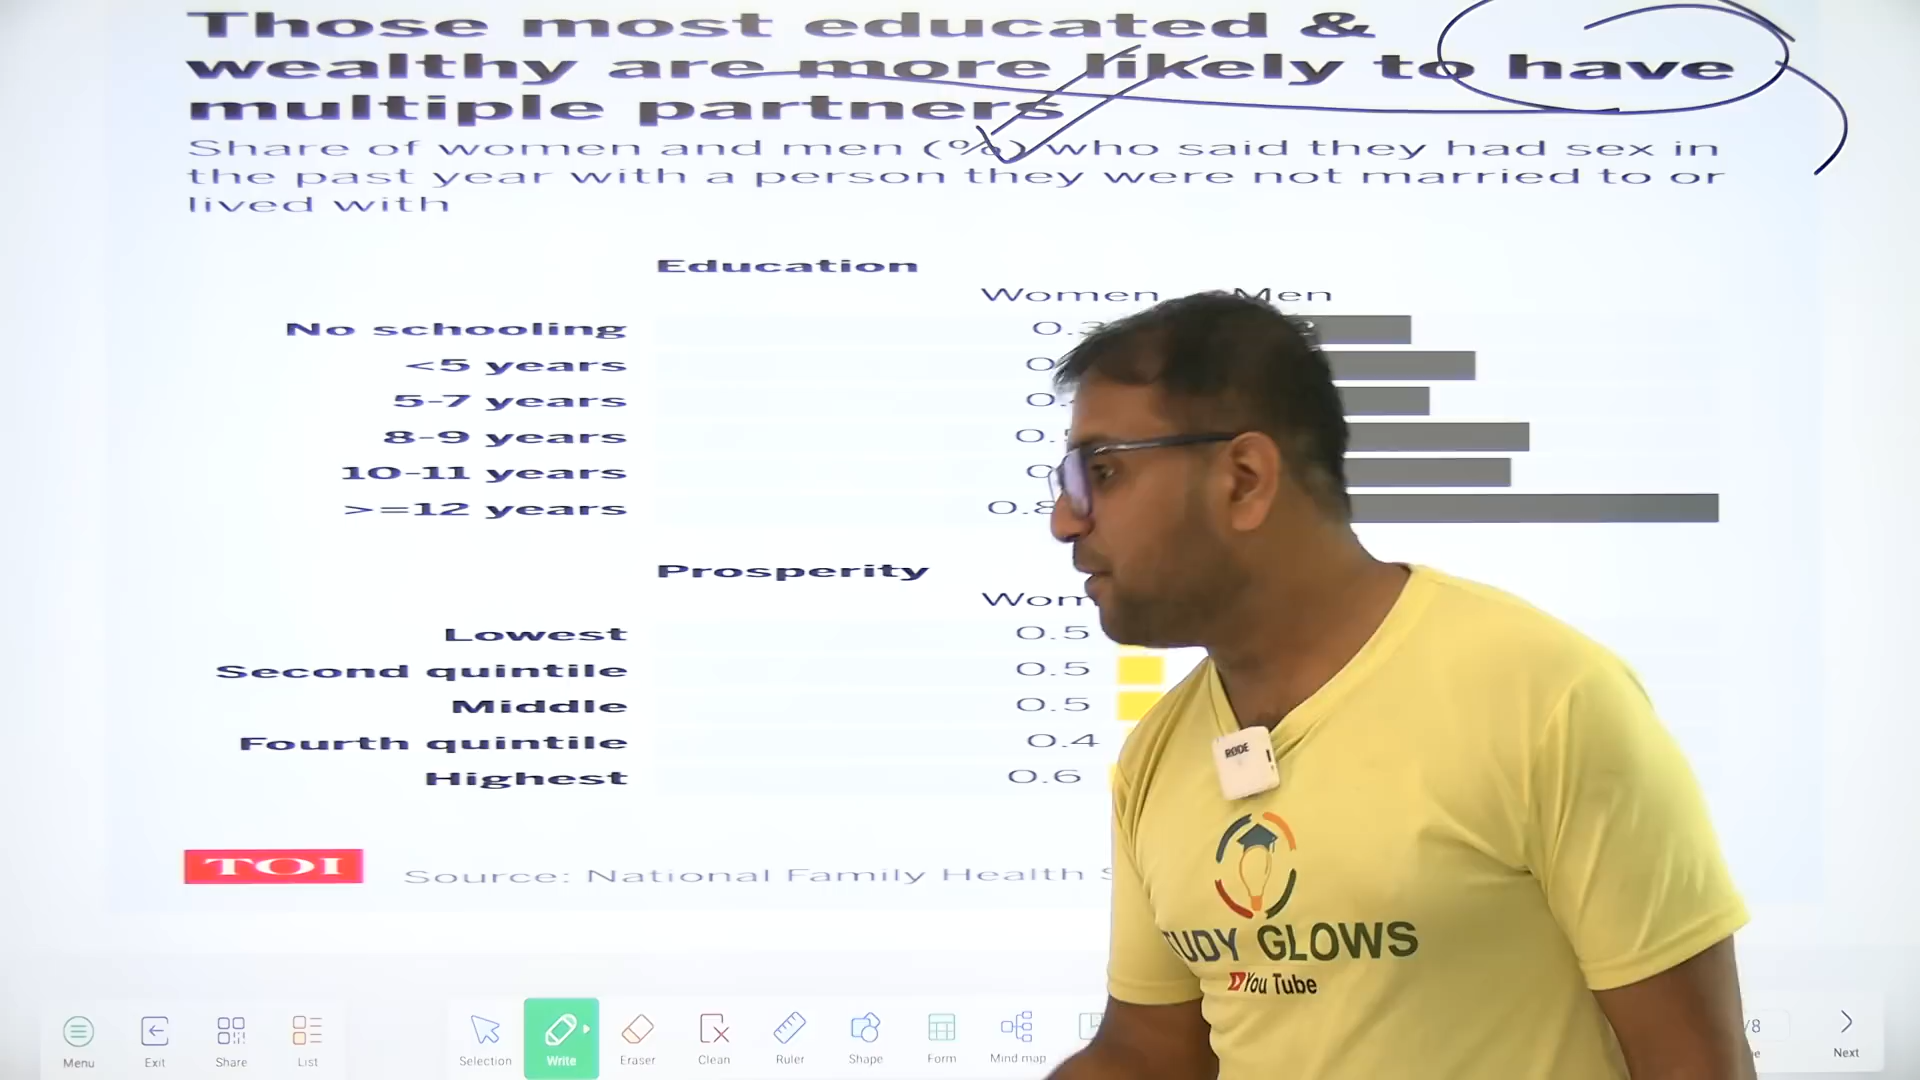 Those most educated &
wealthy are more likely to have
multiple partners
Share of women and men (%) who said they had sex in
the past year with a person they were not married to or
lived with
Education
Women Men
No schooling
<5 years
5-7 years
8-9 years
10-11 years
>=12 years
Prosperity
Lowest 0.5
Second quintile 0.5
Middle 0.5
Fourth quintile 0.4
Highest 0.6
TOI Source: National Family Health
RØDE
GLOWS
You Tube
Menu Exit Share List Selection Write Eraser Clean Ruler Shape Form Mind map Next